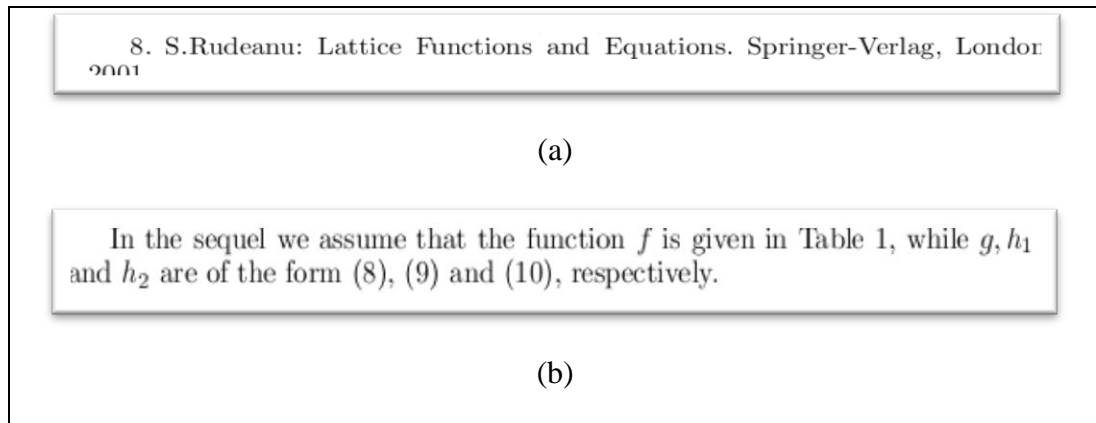 8. S.Rudeanu: Lattice Functions and Equations. Springer-Verlag, London
2001
(a)
In the sequel we assume that the function f is given in Table 1, while g, h₁
and h₂ are of the form (8), (9) and (10), respectively.
(b)